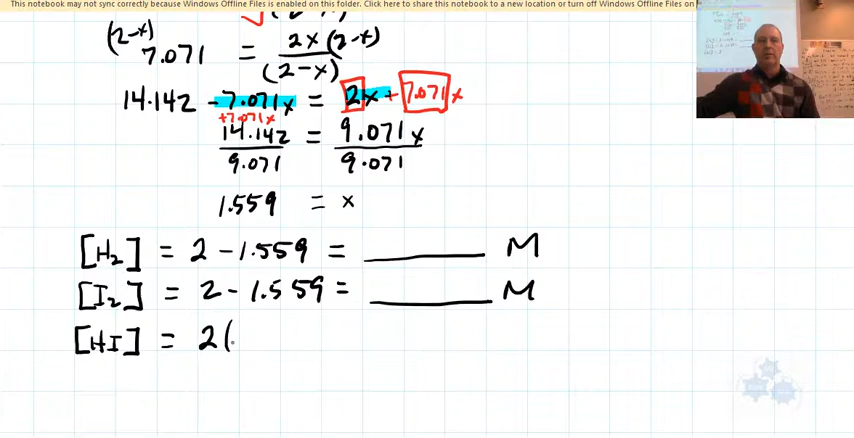 This notebook may not sync correctly because Windows Offline Files is enabled on this folder. Click here to share this notebook to a new location or turn off Windows Offline Files on
(2-x)
7.071 = 2x(2-x) / (2-x)
14.142 -7.071x = 2x + 7.071x
+7.071x
14.142 / 9.071 = 9.071x / 9.071
1.559 = x
[H₂] = 2 - 1.559 = ______ M
[I₂] = 2 - 1.559 = ______ M
[HI] = 2(